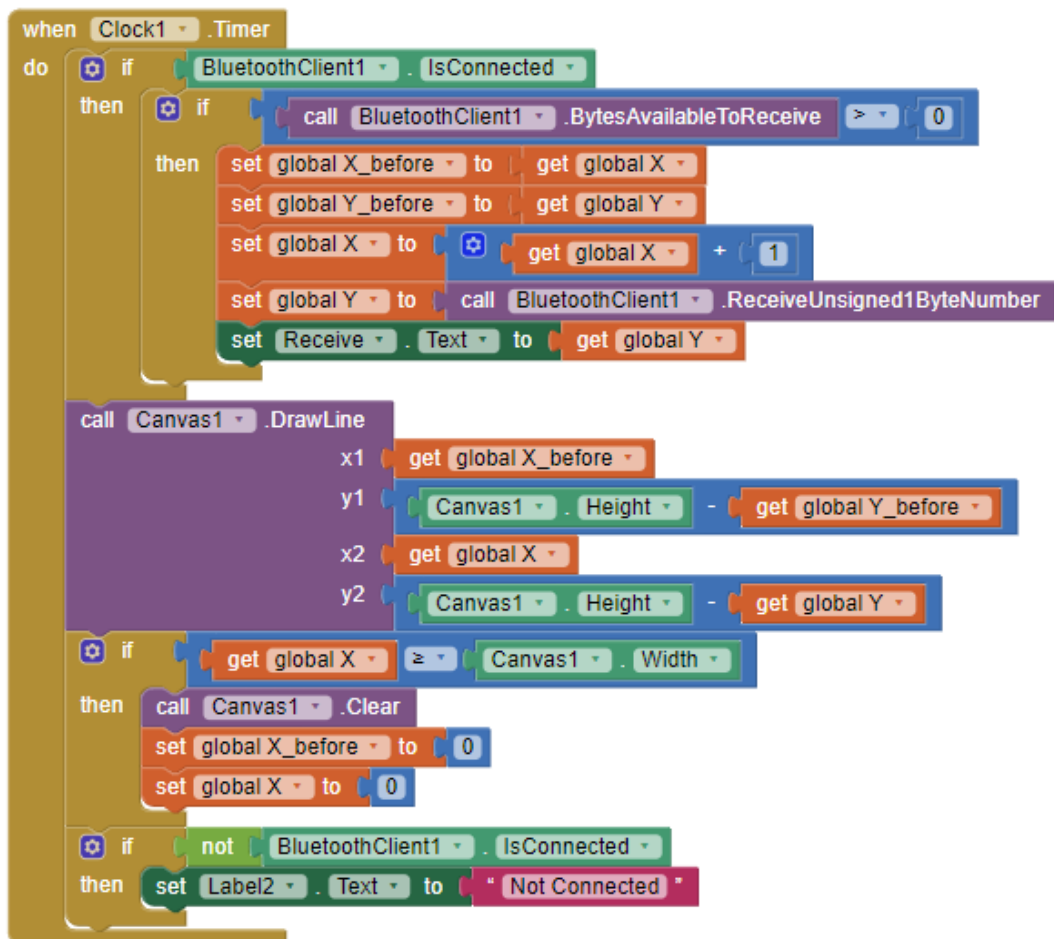 when Clock1 .Timer
do if BluetoothClient1 . IsConnected
then if call BluetoothClient1 .BytesAvailableToReceive > 0
then set global X_before to get global X
set global Y_before to get global Y
set global X to get global X + 1
set global Y to call BluetoothClient1 .ReceiveUnsigned1ByteNumber
set Receive . Text to get global Y
call Canvas1 .DrawLine
x1 get global X_before
y1 Canvas1 . Height - get global Y_before
x2 get global X
y2 Canvas1 . Height - get global Y
if get global X ≥ Canvas1 . Width
then call Canvas1 .Clear
set global X_before to 0
set global X to 0
if not BluetoothClient1 . IsConnected
then set Label2 . Text to " Not Connected "